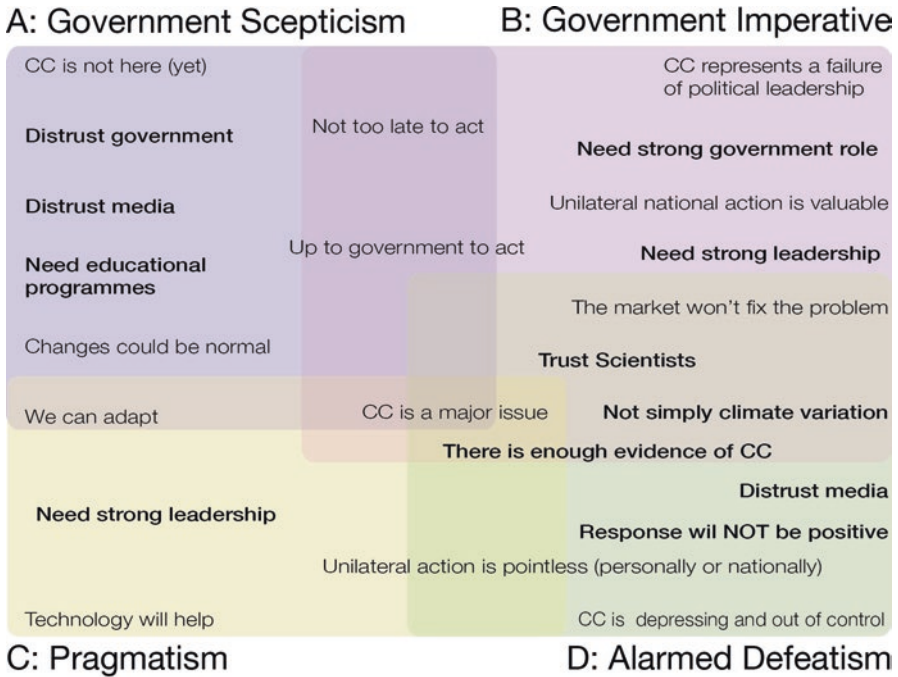 A: Government Scepticism
B: Government Imperative
CC is not here (yet)
CC represents a failure
of political leadership
Not too late to act
Distrust government
Need strong government role
Distrust media
Unilateral national action is valuable
Up to government to act
Need strong leadership
Need educational
programmes
The market won't fix the problem
Changes could be normal
Trust Scientists
We can adapt
CC is a major issue
Not simply climate variation
There is enough evidence of CC
Distrust media
Need strong leadership
Response wil NOT be positive
Unilateral action is pointless (personally or nationally)
Technology will help
CC is depressing and out of control
C: Pragmatism
D: Alarmed Defeatism